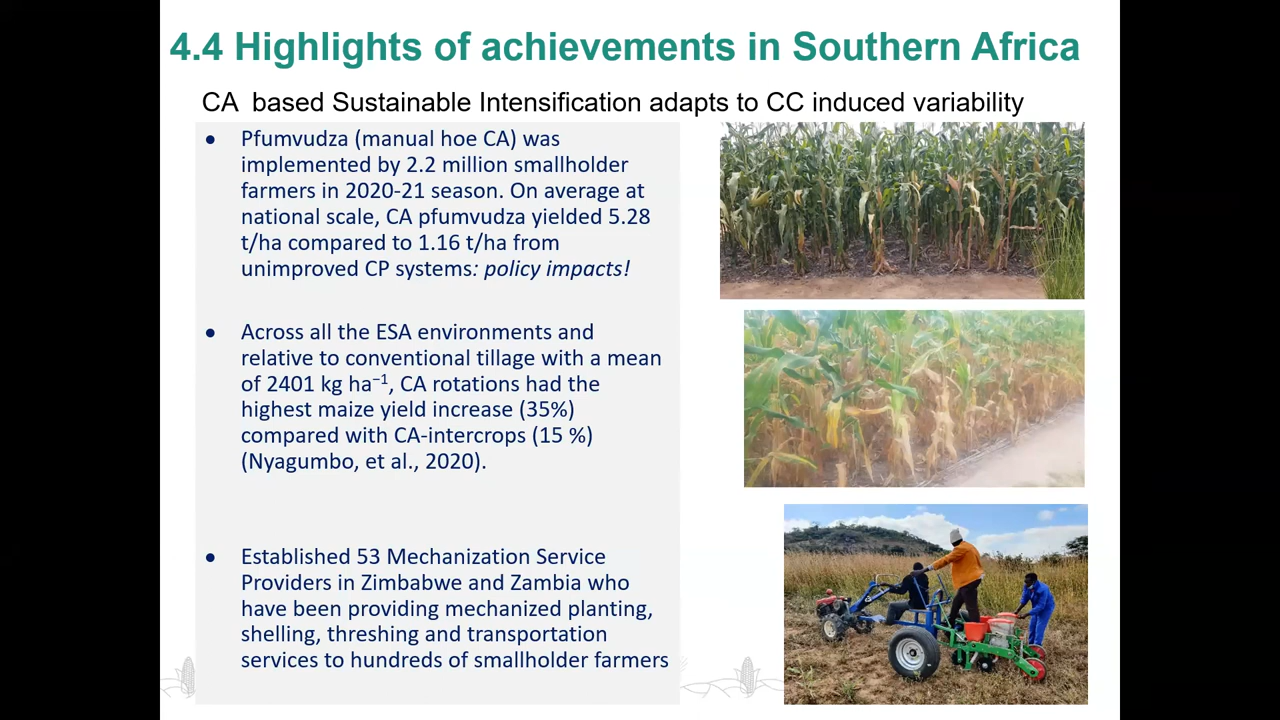 4.4 Highlights of achievements in Southern Africa
CA based Sustainable Intensification adapts to CC induced variability
• Pfumvudza (manual hoe CA) was
implemented by 2.2 million smallholder
farmers in 2020-21 season. On average at
national scale, CA pfumvudza yielded 5.28
t/ha compared to 1.16 t/ha from
unimproved CP systems: policy impacts!
• Across all the ESA environments and
relative to conventional tillage with a mean
of 2401 kg ha⁻¹, CA rotations had the
highest maize yield increase (35%)
compared with CA-intercrops (15 %)
(Nyagumbo, et al., 2020).
• Established 53 Mechanization Service
Providers in Zimbabwe and Zambia who
have been providing mechanized planting,
shelling, threshing and transportation
services to hundreds of smallholder farmers